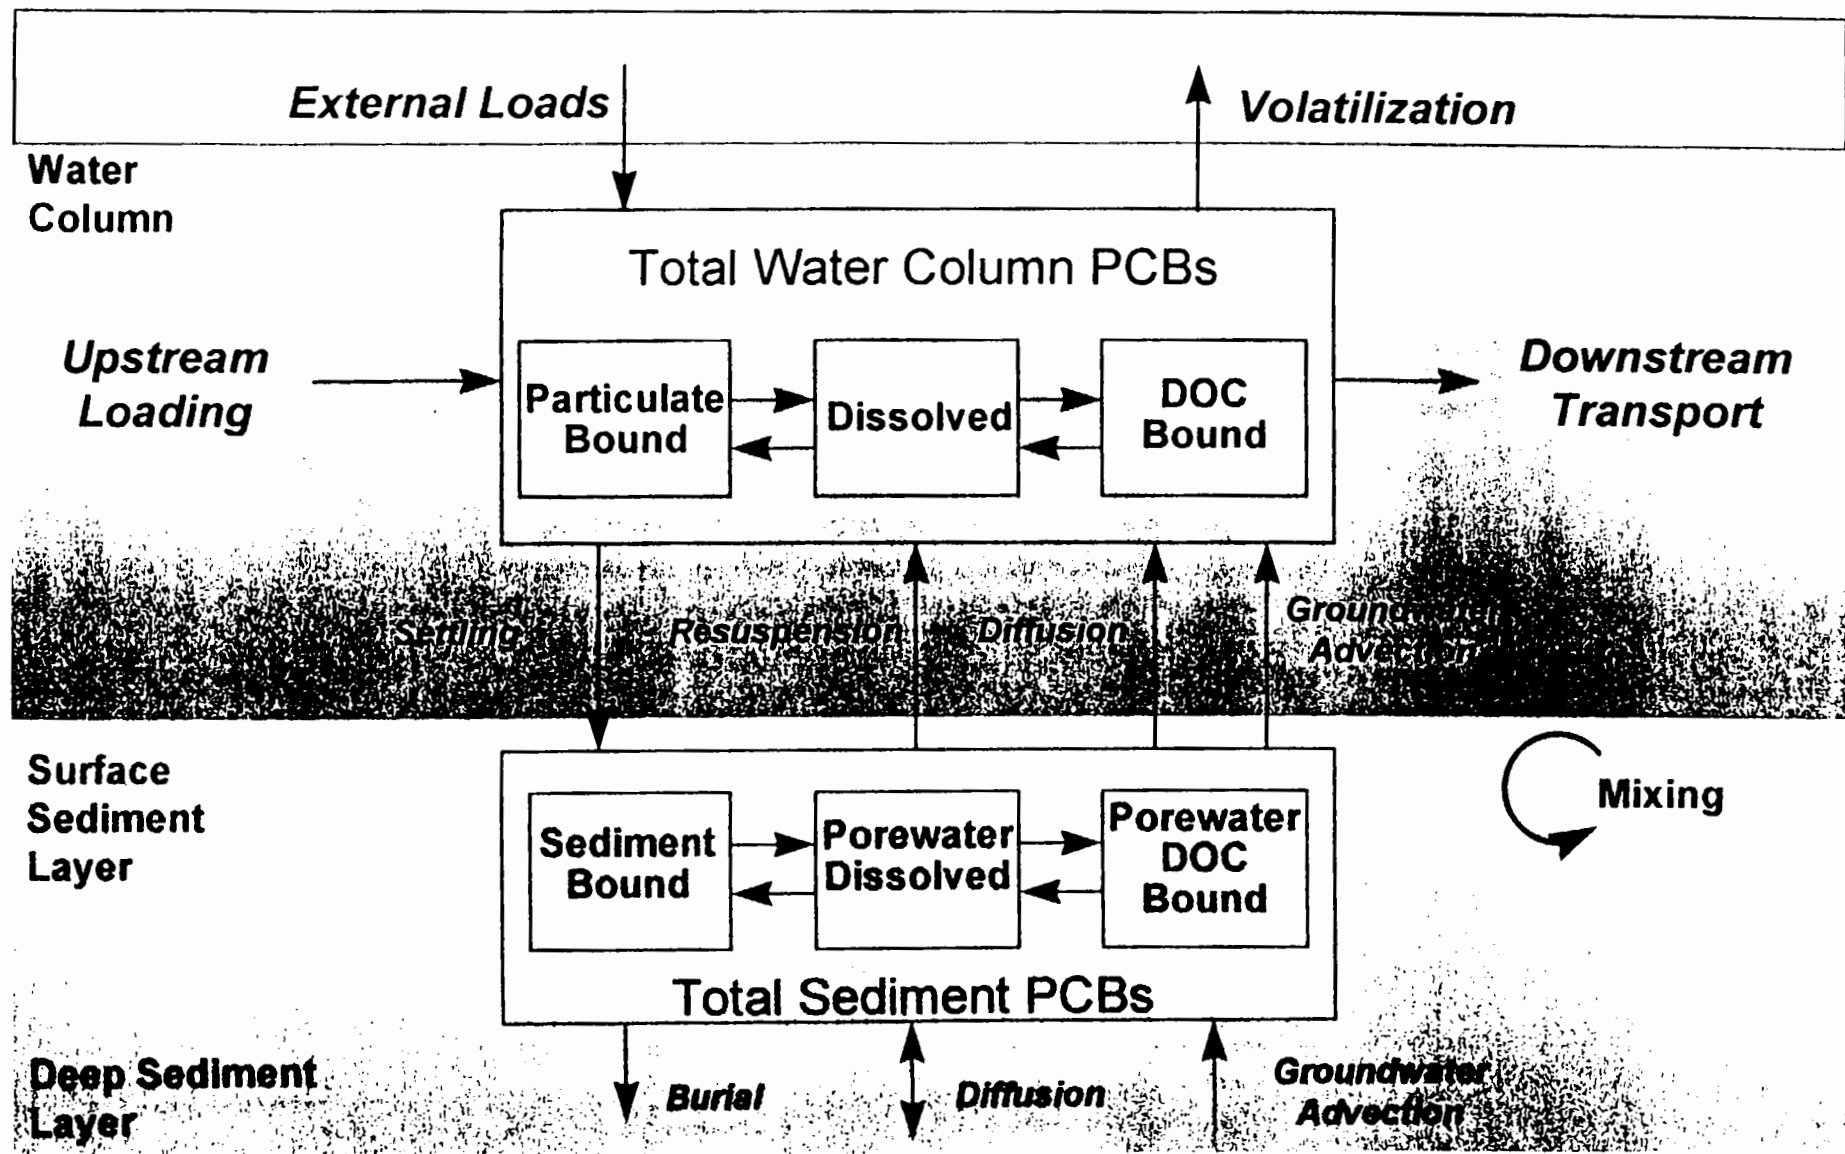 External Loads
Volatilization
Water
Column
Total Water Column PCBs
Upstream
Loading
Particulate
Bound
Dissolved
DOC
Bound
Downstream
Transport
Settling
Resuspension
Diffusion
Groundwater
Advection
Surface
Sediment
Layer
Sediment
Bound
Porewater
Dissolved
Porewater
DOC
Bound
Mixing
Total Sediment PCBs
Deep Sediment
Layer
Burial
Diffusion
Groundwater
Advection